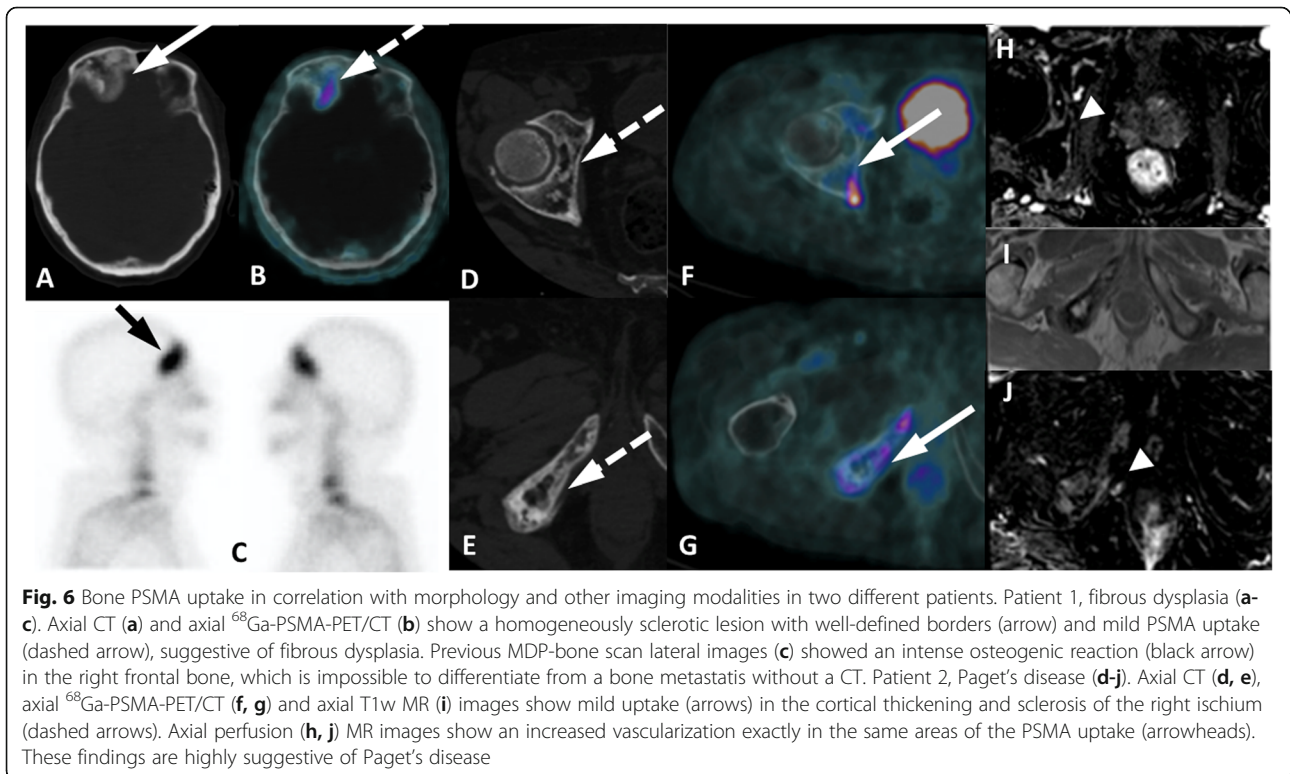 A
B
D
F
H
I
C
E
G
J
Fig. 6 Bone PSMA uptake in correlation with morphology and other imaging modalities in two different patients. Patient 1, fibrous dysplasia (a-
c). Axial CT (a) and axial ⁶⁸Ga-PSMA-PET/CT (b) show a homogeneously sclerotic lesion with well-defined borders (arrow) and mild PSMA uptake
(dashed arrow), suggestive of fibrous dysplasia. Previous MDP-bone scan lateral images (c) showed an intense osteogenic reaction (black arrow)
in the right frontal bone, which is impossible to differentiate from a bone metastatis without a CT. Patient 2, Paget's disease (d-j). Axial CT (d, e),
axial ⁶⁸Ga-PSMA-PET/CT (f, g) and axial T1w MR (i) images show mild uptake (arrows) in the cortical thickening and sclerosis of the right ischium
(dashed arrows). Axial perfusion (h, j) MR images show an increased vascularization exactly in the same areas of the PSMA uptake (arrowheads).
These findings are highly suggestive of Paget's disease